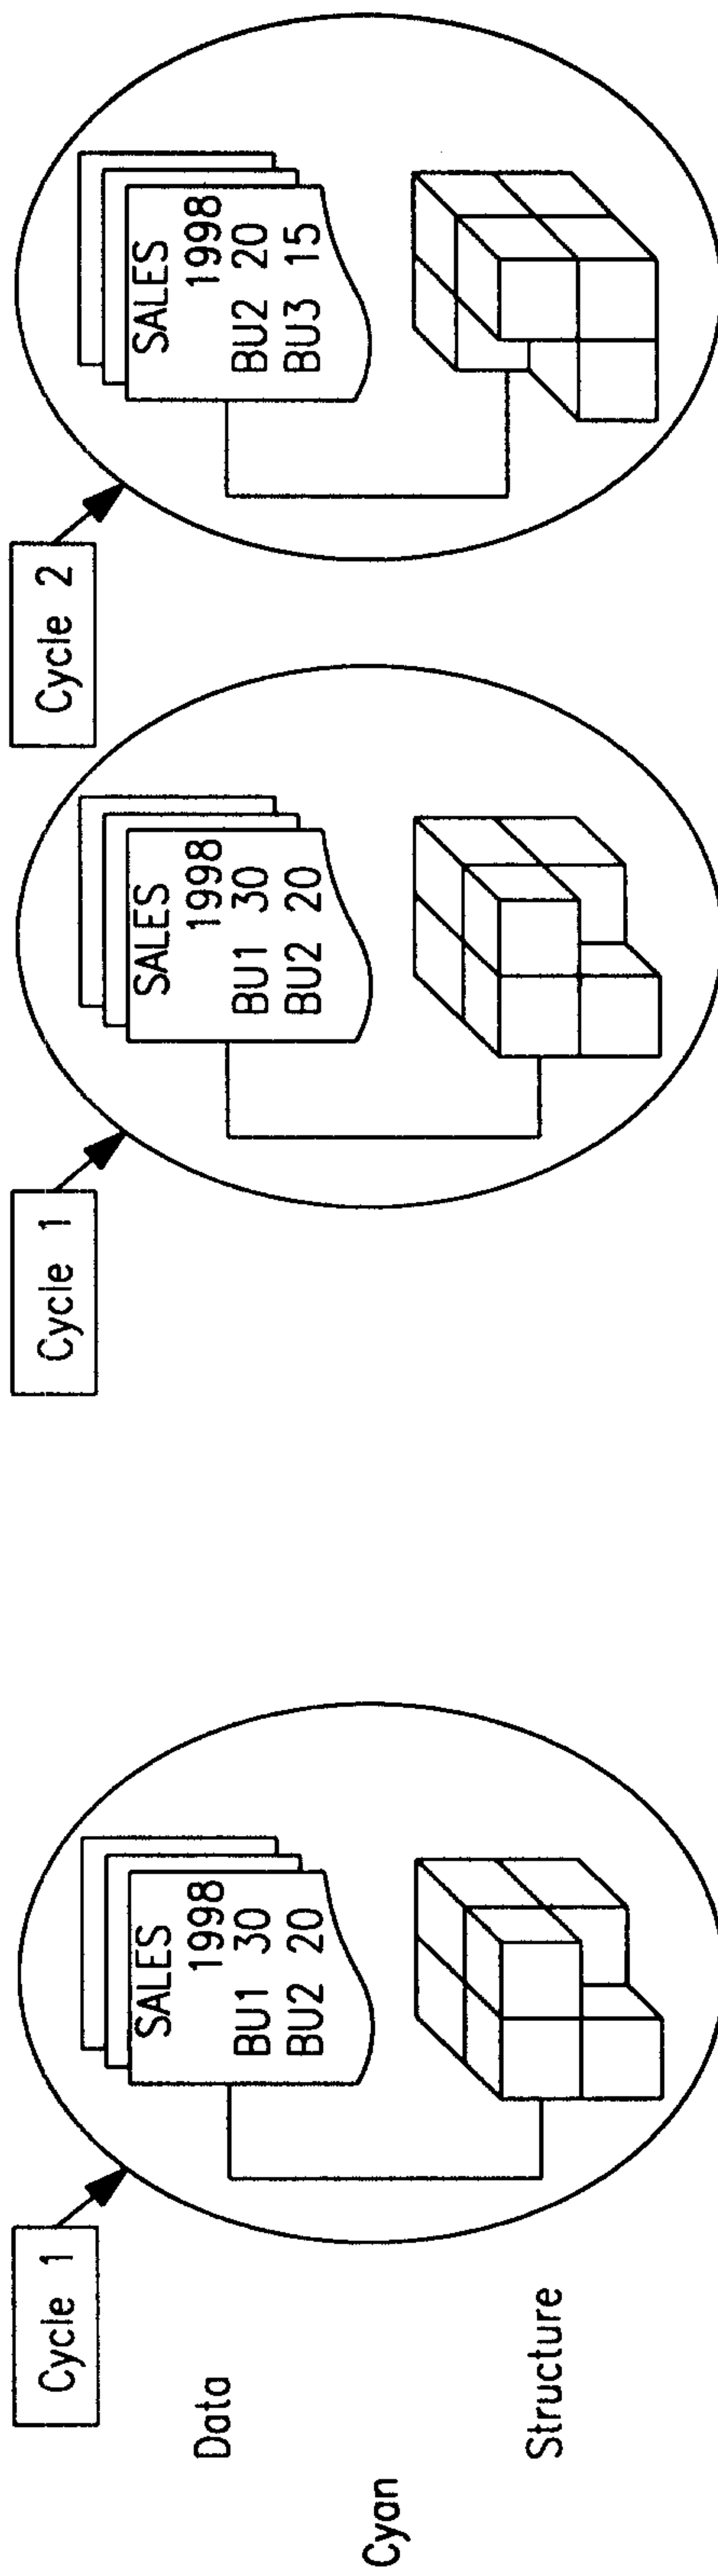 Cycle 1
SALES
1998
BU1 30
BU2 20
Data
Cyan
Structure
Cycle 1
SALES
1998
BU1 30
BU2 20
Cycle 2
SALES
1998
BU2 20
BU3 15